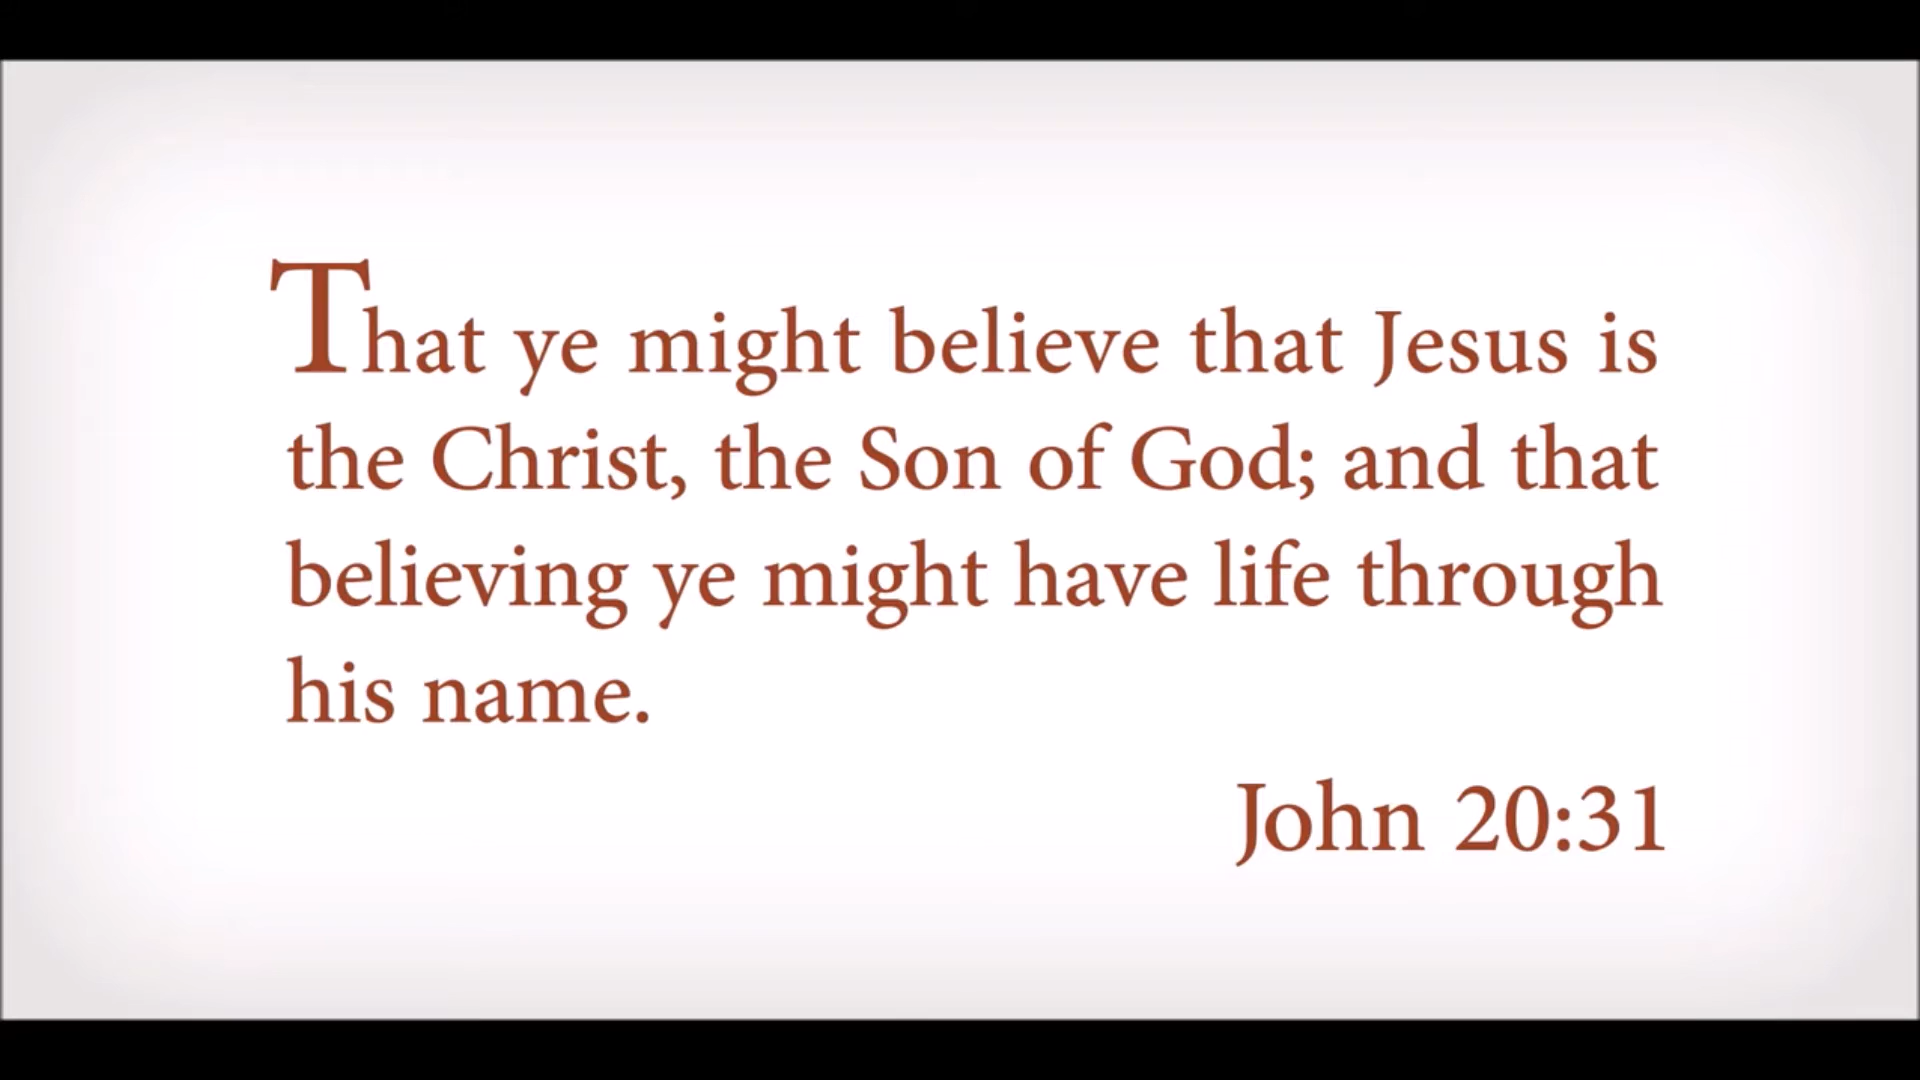 That ye might believe that Jesus is
the Christ, the Son of God; and that
believing ye might have life through
his name.
John 20:31